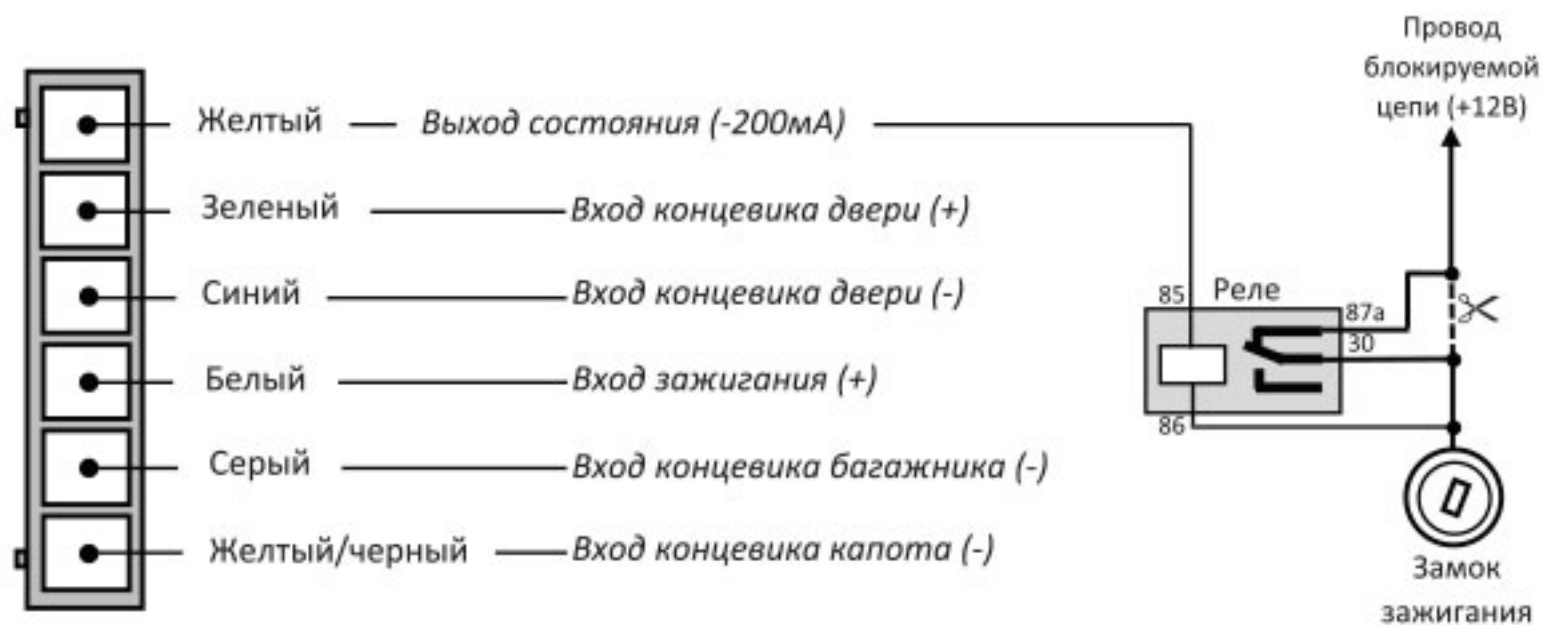 Провод
блокируемой
цепи (+12В)
Желтый Выход состояния (-200мА)
Зеленый Вход концевика двери (+)
Синий Вход концевика двери (-)
85 Реле
87а
30
Белый Вход зажигания (+)
86
Серый Вход концевика багажника (-)
Желтый/черный Вход концевика капота (-)
Замок
зажигания